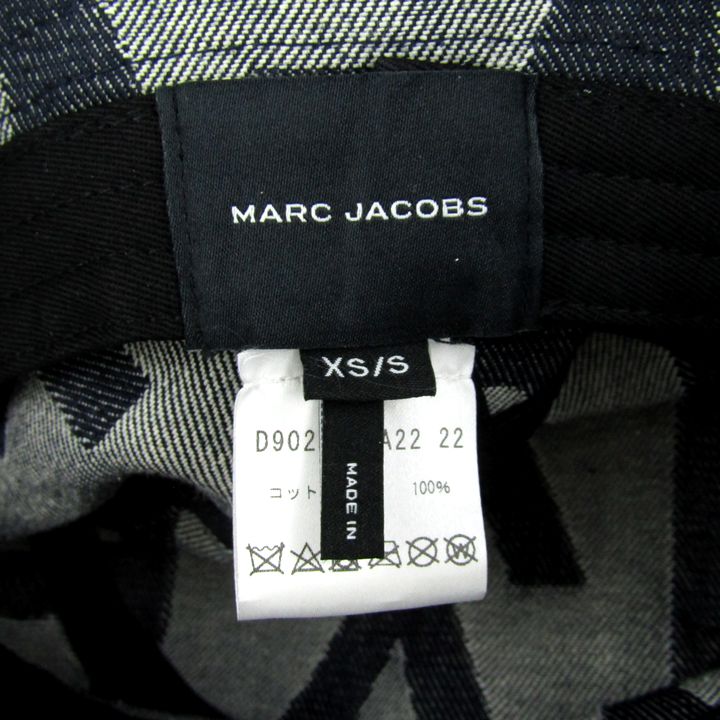 MARC JACOBS
XS/S
D902 A22 22
コット 100%
MADE IN